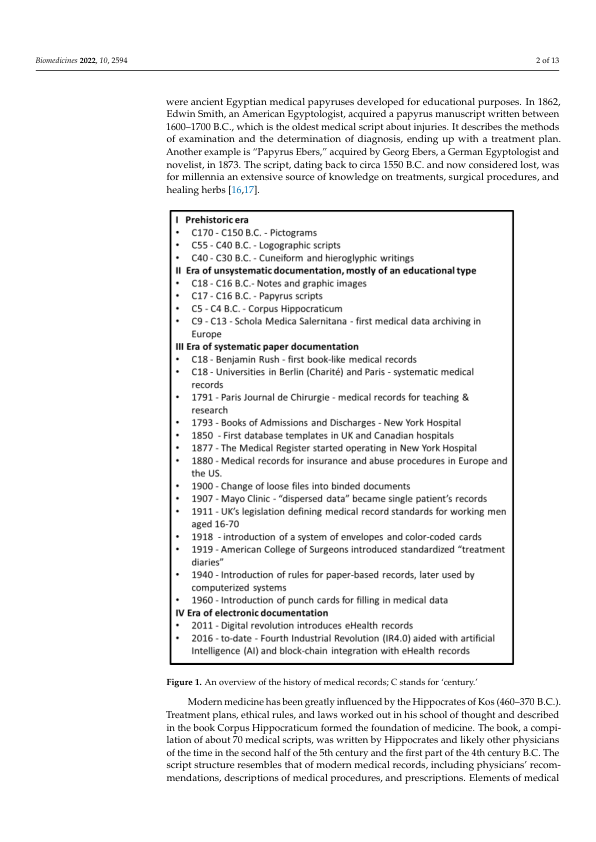 Biomedicines 2022, 10, 2594
2 of 13
were ancient Egyptian medical papyruses developed for educational purposes. In 1862,
Edwin Smith, an American Egyptologist, acquired a papyrus manuscript written between
1600–1700 B.C., which is the oldest medical script about injuries. It describes the methods
of examination and the determination of diagnosis, ending up with a treatment plan.
Another example is “Papyrus Ebers,” acquired by Georg Ebers, a German Egyptologist and
novelist, in 1873. The script, dating back to circa 1550 B.C. and now considered lost, was
for millennia an extensive source of knowledge on treatments, surgical procedures, and
healing herbs [16,17].
I Prehistoric era
• C170 - C150 B.C. - Pictograms
• C55 - C40 B.C. - Logographic scripts
• C40 - C30 B.C. - Cuneiform and hieroglyphic writings
II Era of unsystematic documentation, mostly of an educational type
• C18 - C16 B.C.- Notes and graphic images
• C17 - C16 B.C. - Papyrus scripts
• C5 - C4 B.C. - Corpus Hippocraticum
• C9 - C13 - Schola Medica Salernitana - first medical data archiving in
Europe
III Era of systematic paper documentation
• C18 - Benjamin Rush - first book-like medical records
• C18 - Universities in Berlin (Charité) and Paris - systematic medical
records
• 1791 - Paris Journal de Chirurgie - medical records for teaching &
research
• 1793 - Books of Admissions and Discharges - New York Hospital
• 1850 - First database templates in UK and Canadian hospitals
• 1877 - The Medical Register started operating in New York Hospital
• 1880 - Medical records for insurance and abuse procedures in Europe and
the US.
• 1900 - Change of loose files into binded documents
• 1907 - Mayo Clinic - “dispersed data” became single patient’s records
• 1911 - UK’s legislation defining medical record standards for working men
aged 16-70
• 1918 - introduction of a system of envelopes and color-coded cards
• 1919 - American College of Surgeons introduced standardized “treatment
diaries”
• 1940 - Introduction of rules for paper-based records, later used by
computerized systems
• 1960 - Introduction of punch cards for filling in medical data
IV Era of electronic documentation
• 2011 - Digital revolution introduces eHealth records
• 2016 - to-date - Fourth Industrial Revolution (IR4.0) aided with artificial
Intelligence (AI) and block-chain integration with eHealth records
Figure 1. An overview of the history of medical records; C stands for ‘century.’
Modern medicine has been greatly influenced by the Hippocrates of Kos (460–370 B.C.).
Treatment plans, ethical rules, and laws worked out in his school of thought and described
in the book Corpus Hippocraticum formed the foundation of medicine. The book, a compi-
lation of about 70 medical scripts, was written by Hippocrates and likely other physicians
of the time in the second half of the 5th century and the first part of the 4th century B.C. The
script structure resembles that of modern medical records, including physicians’ recom-
mendations, descriptions of medical procedures, and prescriptions. Elements of medical